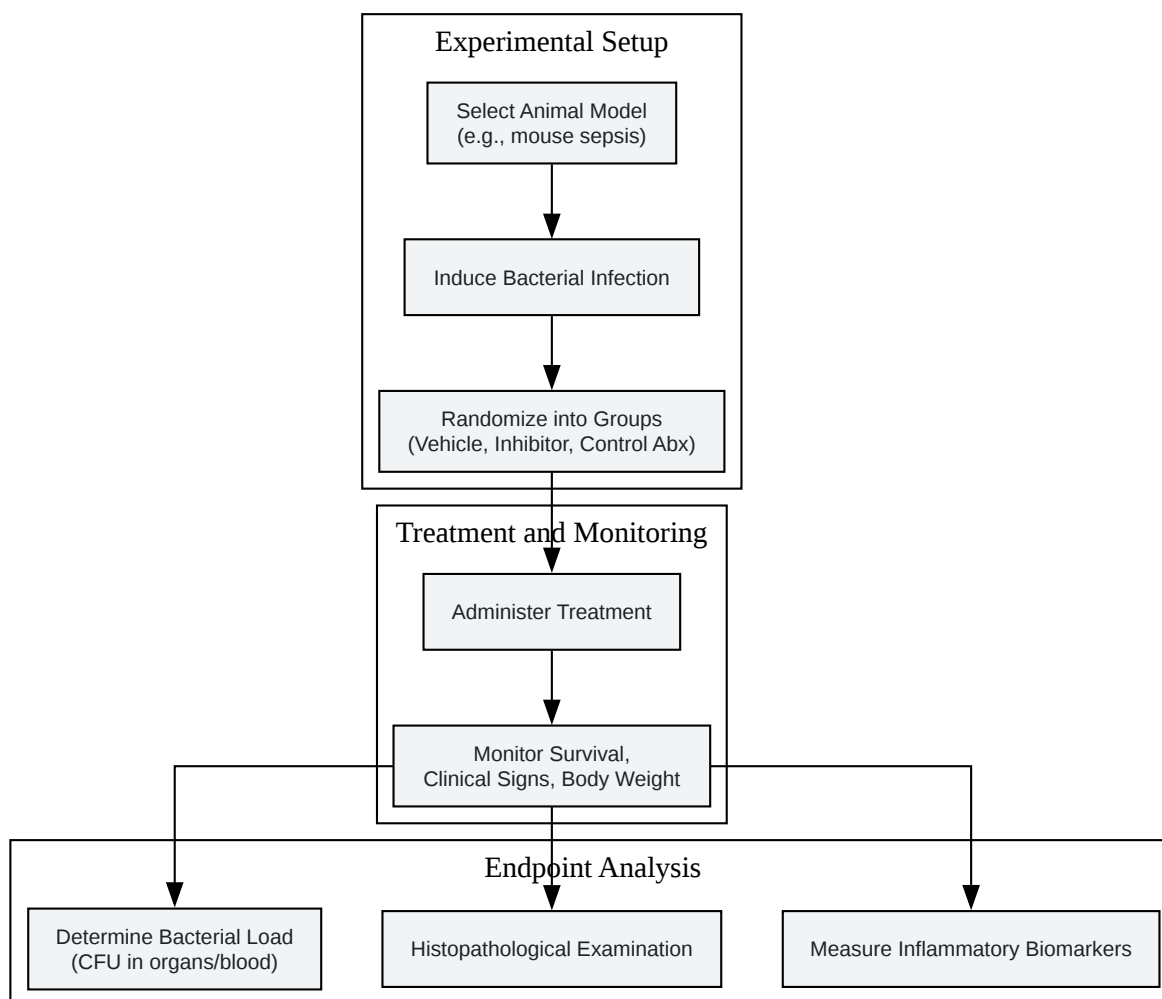 Experimental Setup
Select Animal Model
(e.g., mouse sepsis)
Induce Bacterial Infection
Randomize into Groups
(Vehicle, Inhibitor, Control Abx)
Treatment and Monitoring
Administer Treatment
Monitor Survival,
Clinical Signs, Body Weight
Endpoint Analysis
Determine Bacterial Load
(CFU in organs/blood)
Histopathological Examination
Measure Inflammatory Biomarkers